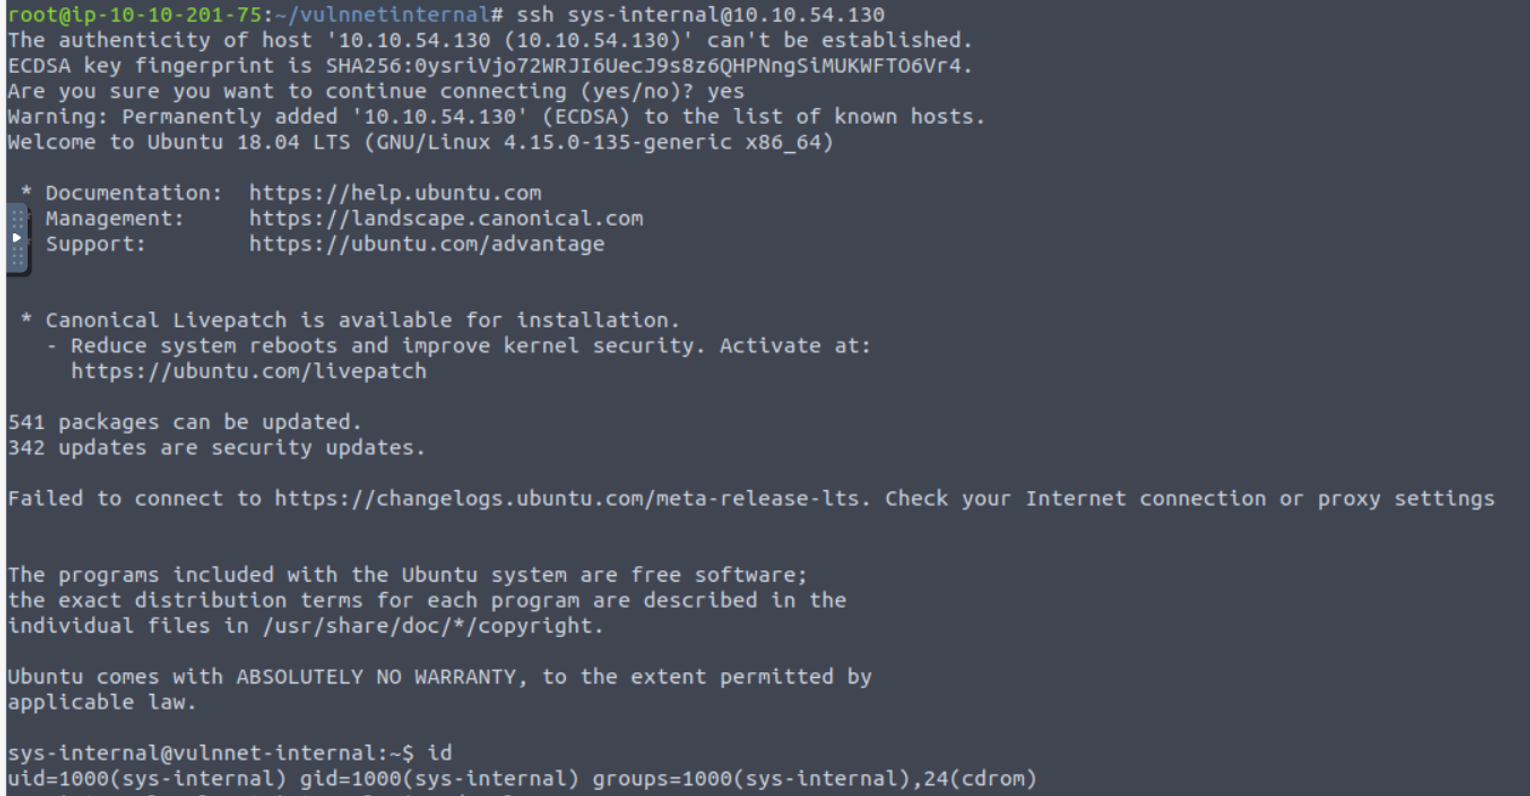 root@ip-10-10-201-75:~/vulnnetinternal# ssh sys-internal@10.10.54.130
The authenticity of host '10.10.54.130 (10.10.54.130)' can't be established.
ECDSA key fingerprint is SHA256:0ysriVjo72WRJI6UecJ9s8z6QHPNngSiMUKWFTO6Vr4.
Are you sure you want to continue connecting (yes/no)? yes
Warning: Permanently added '10.10.54.130' (ECDSA) to the list of known hosts.
Welcome to Ubuntu 18.04 LTS (GNU/Linux 4.15.0-135-generic x86_64)
* Documentation:  https://help.ubuntu.com
Management:     https://landscape.canonical.com
Support:        https://ubuntu.com/advantage
* Canonical Livepatch is available for installation.
- Reduce system reboots and improve kernel security. Activate at:
https://ubuntu.com/livepatch
541 packages can be updated.
342 updates are security updates.
Failed to connect to https://changelogs.ubuntu.com/meta-release-lts. Check your Internet connection or proxy settings
The programs included with the Ubuntu system are free software;
the exact distribution terms for each program are described in the
individual files in /usr/share/doc/*/copyright.
Ubuntu comes with ABSOLUTELY NO WARRANTY, to the extent permitted by
applicable law.
sys-internal@vulnnet-internal:~$ id
uid=1000(sys-internal) gid=1000(sys-internal) groups=1000(sys-internal),24(cdrom)